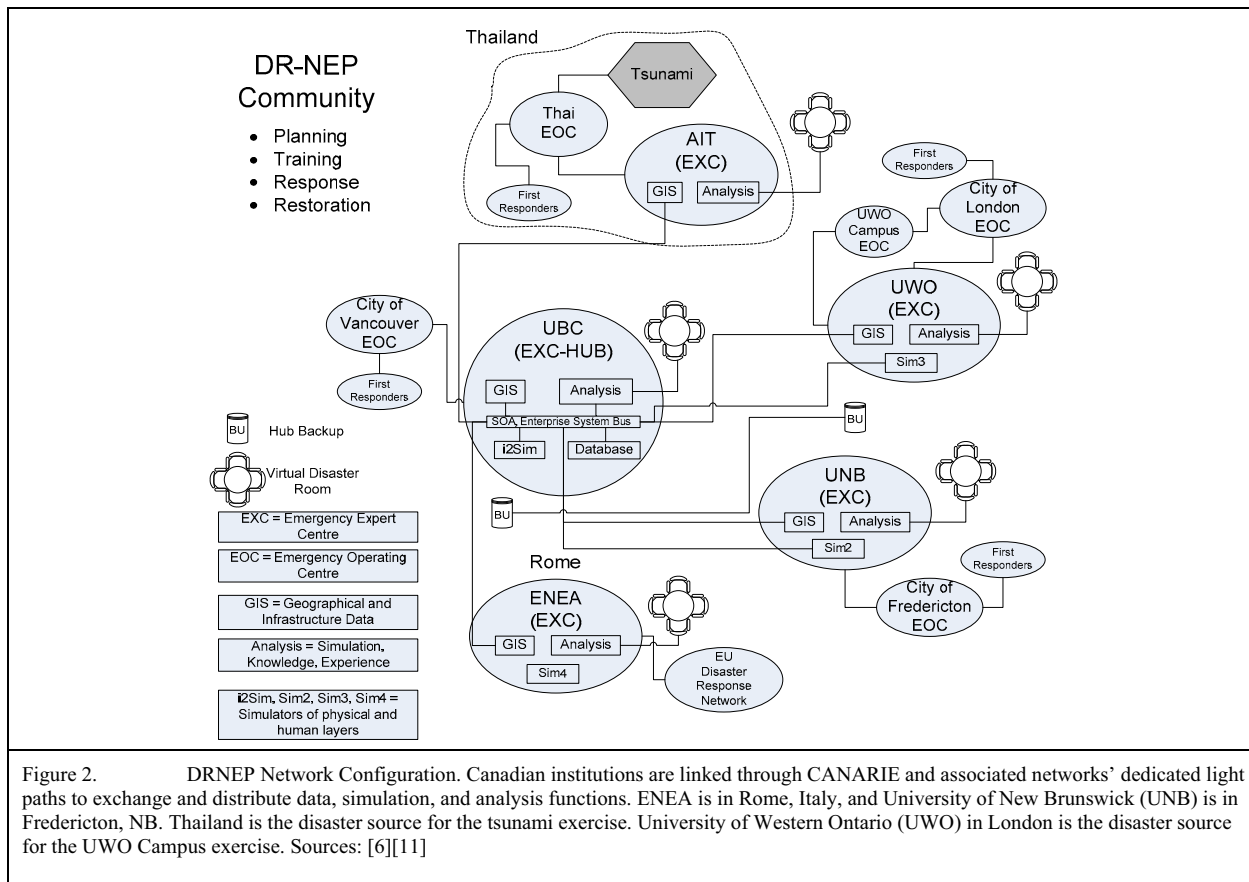 DR-NEP
Community
• Planning
• Training
• Response
• Restoration
Thailand
Tsunami
Thai
EOC
First
Responders
AIT
(EXC)
GIS
Analysis
First
Responders
City of
London
EOC
UWO
Campus
EOC
UWO
(EXC)
GIS
Analysis
Sim3
City of
Vancouver
EOC
First
Responders
UBC
(EXC-HUB)
GIS
Analysis
SOA, Enterprise System Bus
i2Sim
Database
BU
Hub Backup
Virtual Disaster
Room
BU
BU
UNB
(EXC)
GIS
Analysis
Sim2
First
Responders
City of
Fredericton
EOC
Rome
ENEA
(EXC)
GIS
Analysis
Sim4
EU
Disaster
Response
Network
EXC = Emergency Expert
Centre
EOC = Emergency Operating
Centre
GIS = Geographical and
Infrastructure Data
Analysis = Simulation,
Knowledge, Experience
i2Sim, Sim2, Sim3, Sim4 =
Simulators of physical and
human layers
Figure 2. DRNEP Network Configuration. Canadian institutions are linked through CANARIE and associated networks’ dedicated light
paths to exchange and distribute data, simulation, and analysis functions. ENEA is in Rome, Italy, and University of New Brunswick (UNB) is in
Fredericton, NB. Thailand is the disaster source for the tsunami exercise. University of Western Ontario (UWO) in London is the disaster source
for the UWO Campus exercise. Sources: [6][11]